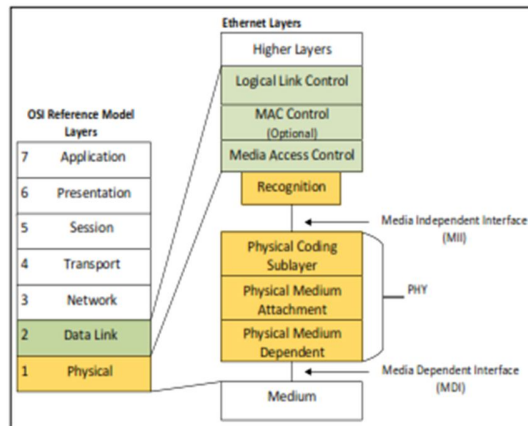 Ethernet Layers
Higher Layers
Logical Link Control
MAC Control
(Optional)
Media Access Control
Recognition
Media Independent Interface
(MII)
Physical Coding
Sublayer
Physical Medium
Attachment
Physical Medium
Dependent
PHY
Media Dependent Interface
(MDI)
Medium
OSI Reference Model
Layers
7 Application
6 Presentation
5 Session
4 Transport
3 Network
2 Data Link
1 Physical